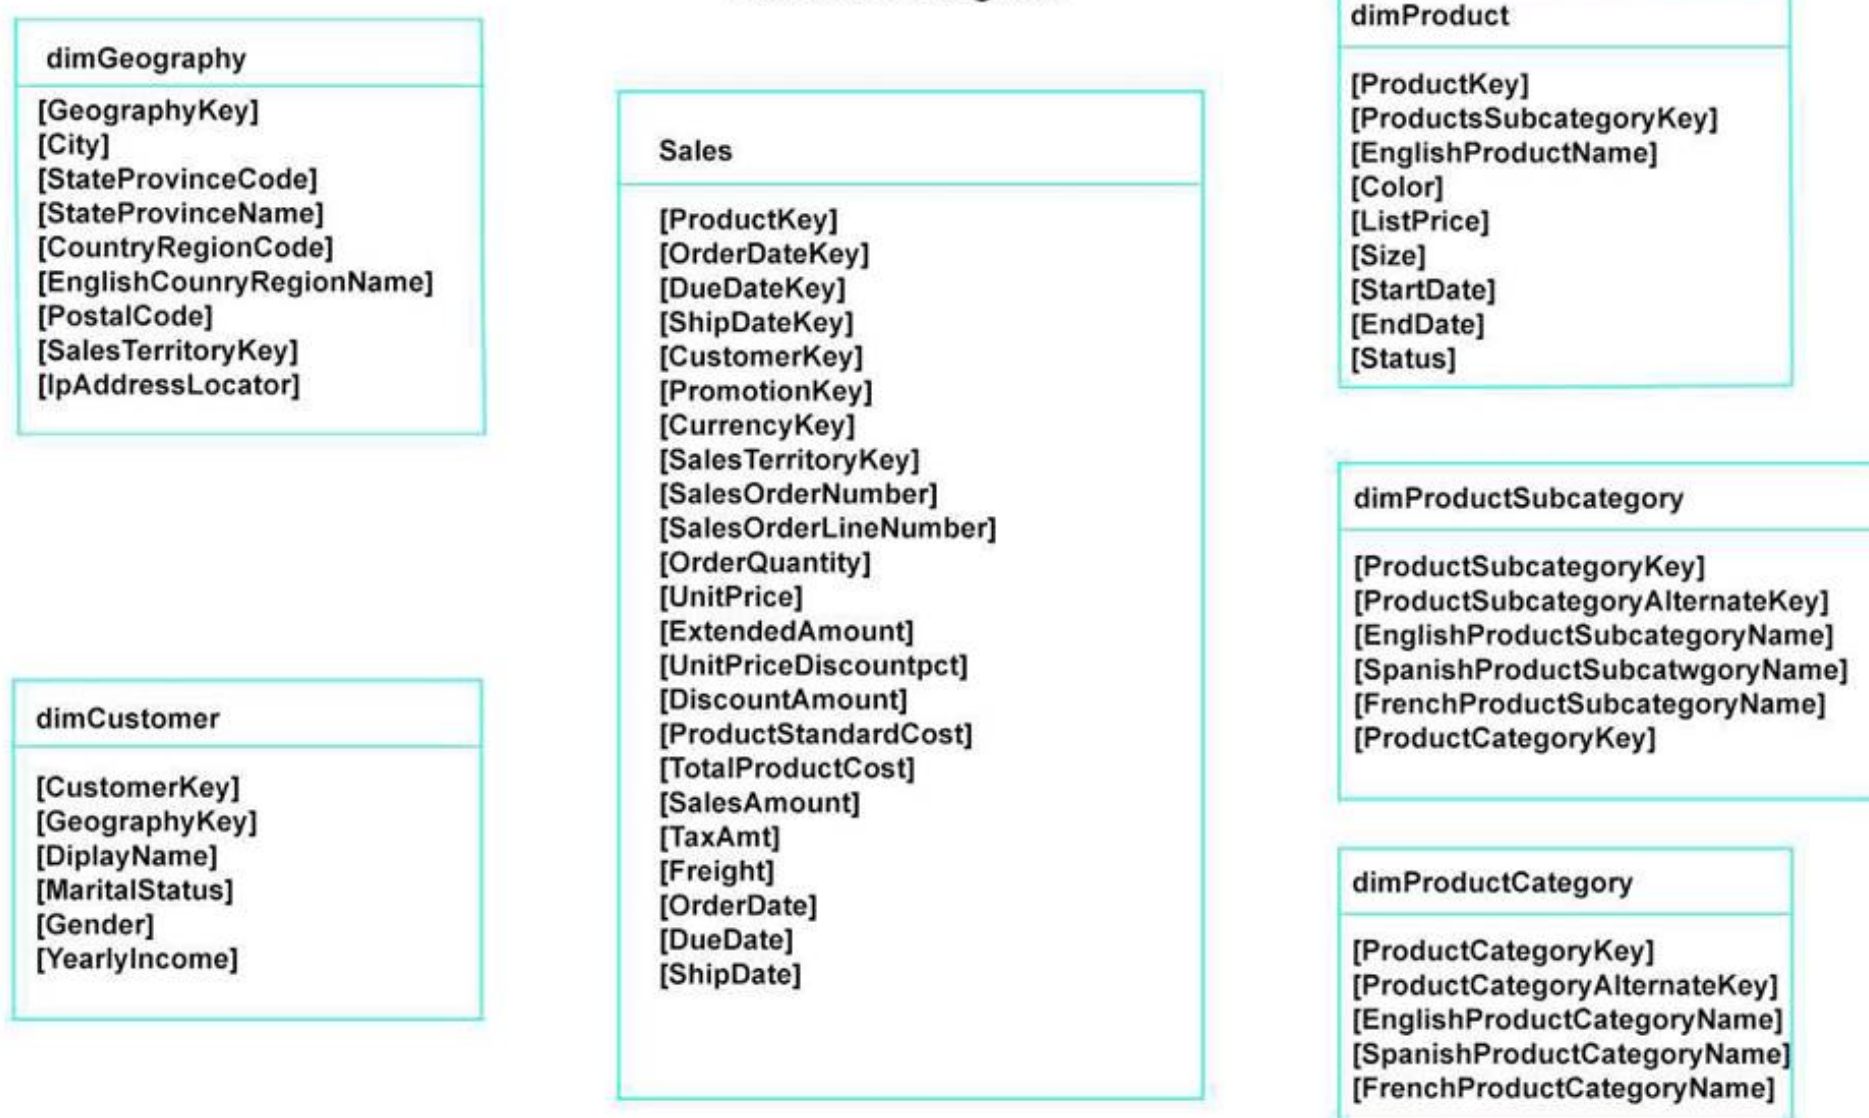 dimGeography
[GeographyKey]
[City]
[StateProvinceCode]
[StateProvinceName]
[CountryRegionCode]
[EnglishCounryRegionName]
[PostalCode]
[SalesTerritoryKey]
[IpAddressLocator]
dimCustomer
[CustomerKey]
[GeographyKey]
[DiplayName]
[MaritalStatus]
[Gender]
[YearlyIncome]
Sales
[ProductKey]
[OrderDateKey]
[DueDateKey]
[ShipDateKey]
[CustomerKey]
[PromotionKey]
[CurrencyKey]
[SalesTerritoryKey]
[SalesOrderNumber]
[SalesOrderLineNumber]
[OrderQuantity]
[UnitPrice]
[ExtendedAmount]
[UnitPriceDiscountpct]
[DiscountAmount]
[ProductStandardCost]
[TotalProductCost]
[SalesAmount]
[TaxAmt]
[Freight]
[OrderDate]
[DueDate]
[ShipDate]
dimProduct
[ProductKey]
[ProductsSubcategoryKey]
[EnglishProductName]
[Color]
[ListPrice]
[Size]
[StartDate]
[EndDate]
[Status]
dimProductSubcategory
[ProductSubcategoryKey]
[ProductSubcategoryAlternateKey]
[EnglishProductSubcategoryName]
[SpanishProductSubcatwgoryName]
[FrenchProductSubcategoryName]
[ProductCategoryKey]
dimProductCategory
[ProductCategoryKey]
[ProductCategoryAlternateKey]
[EnglishProductCategoryName]
[SpanishProductCategoryName]
[FrenchProductCategoryName]